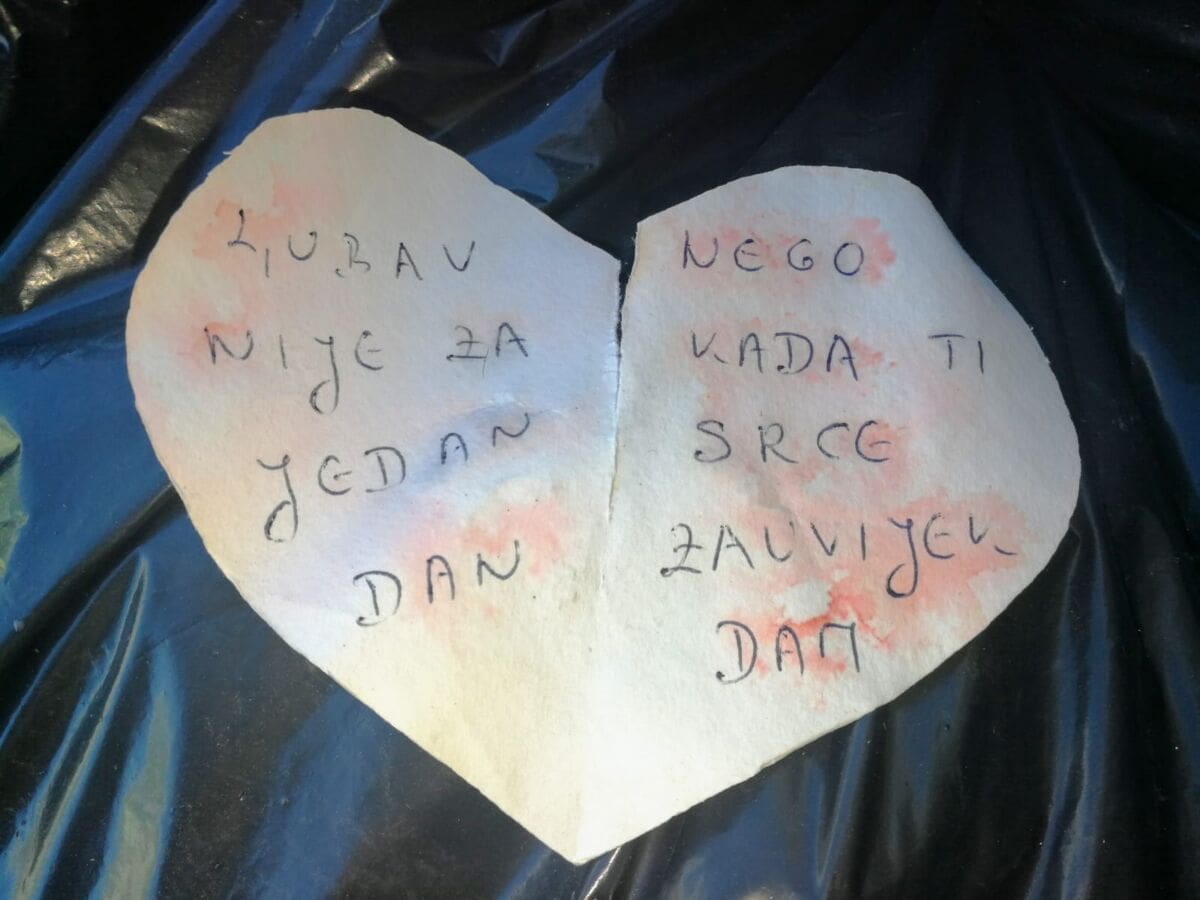 LJUBAV
NIJE ZA
JEDAN
DAN
NEGO
KADA TI
SRCE
ZAUVIJEK
DAM